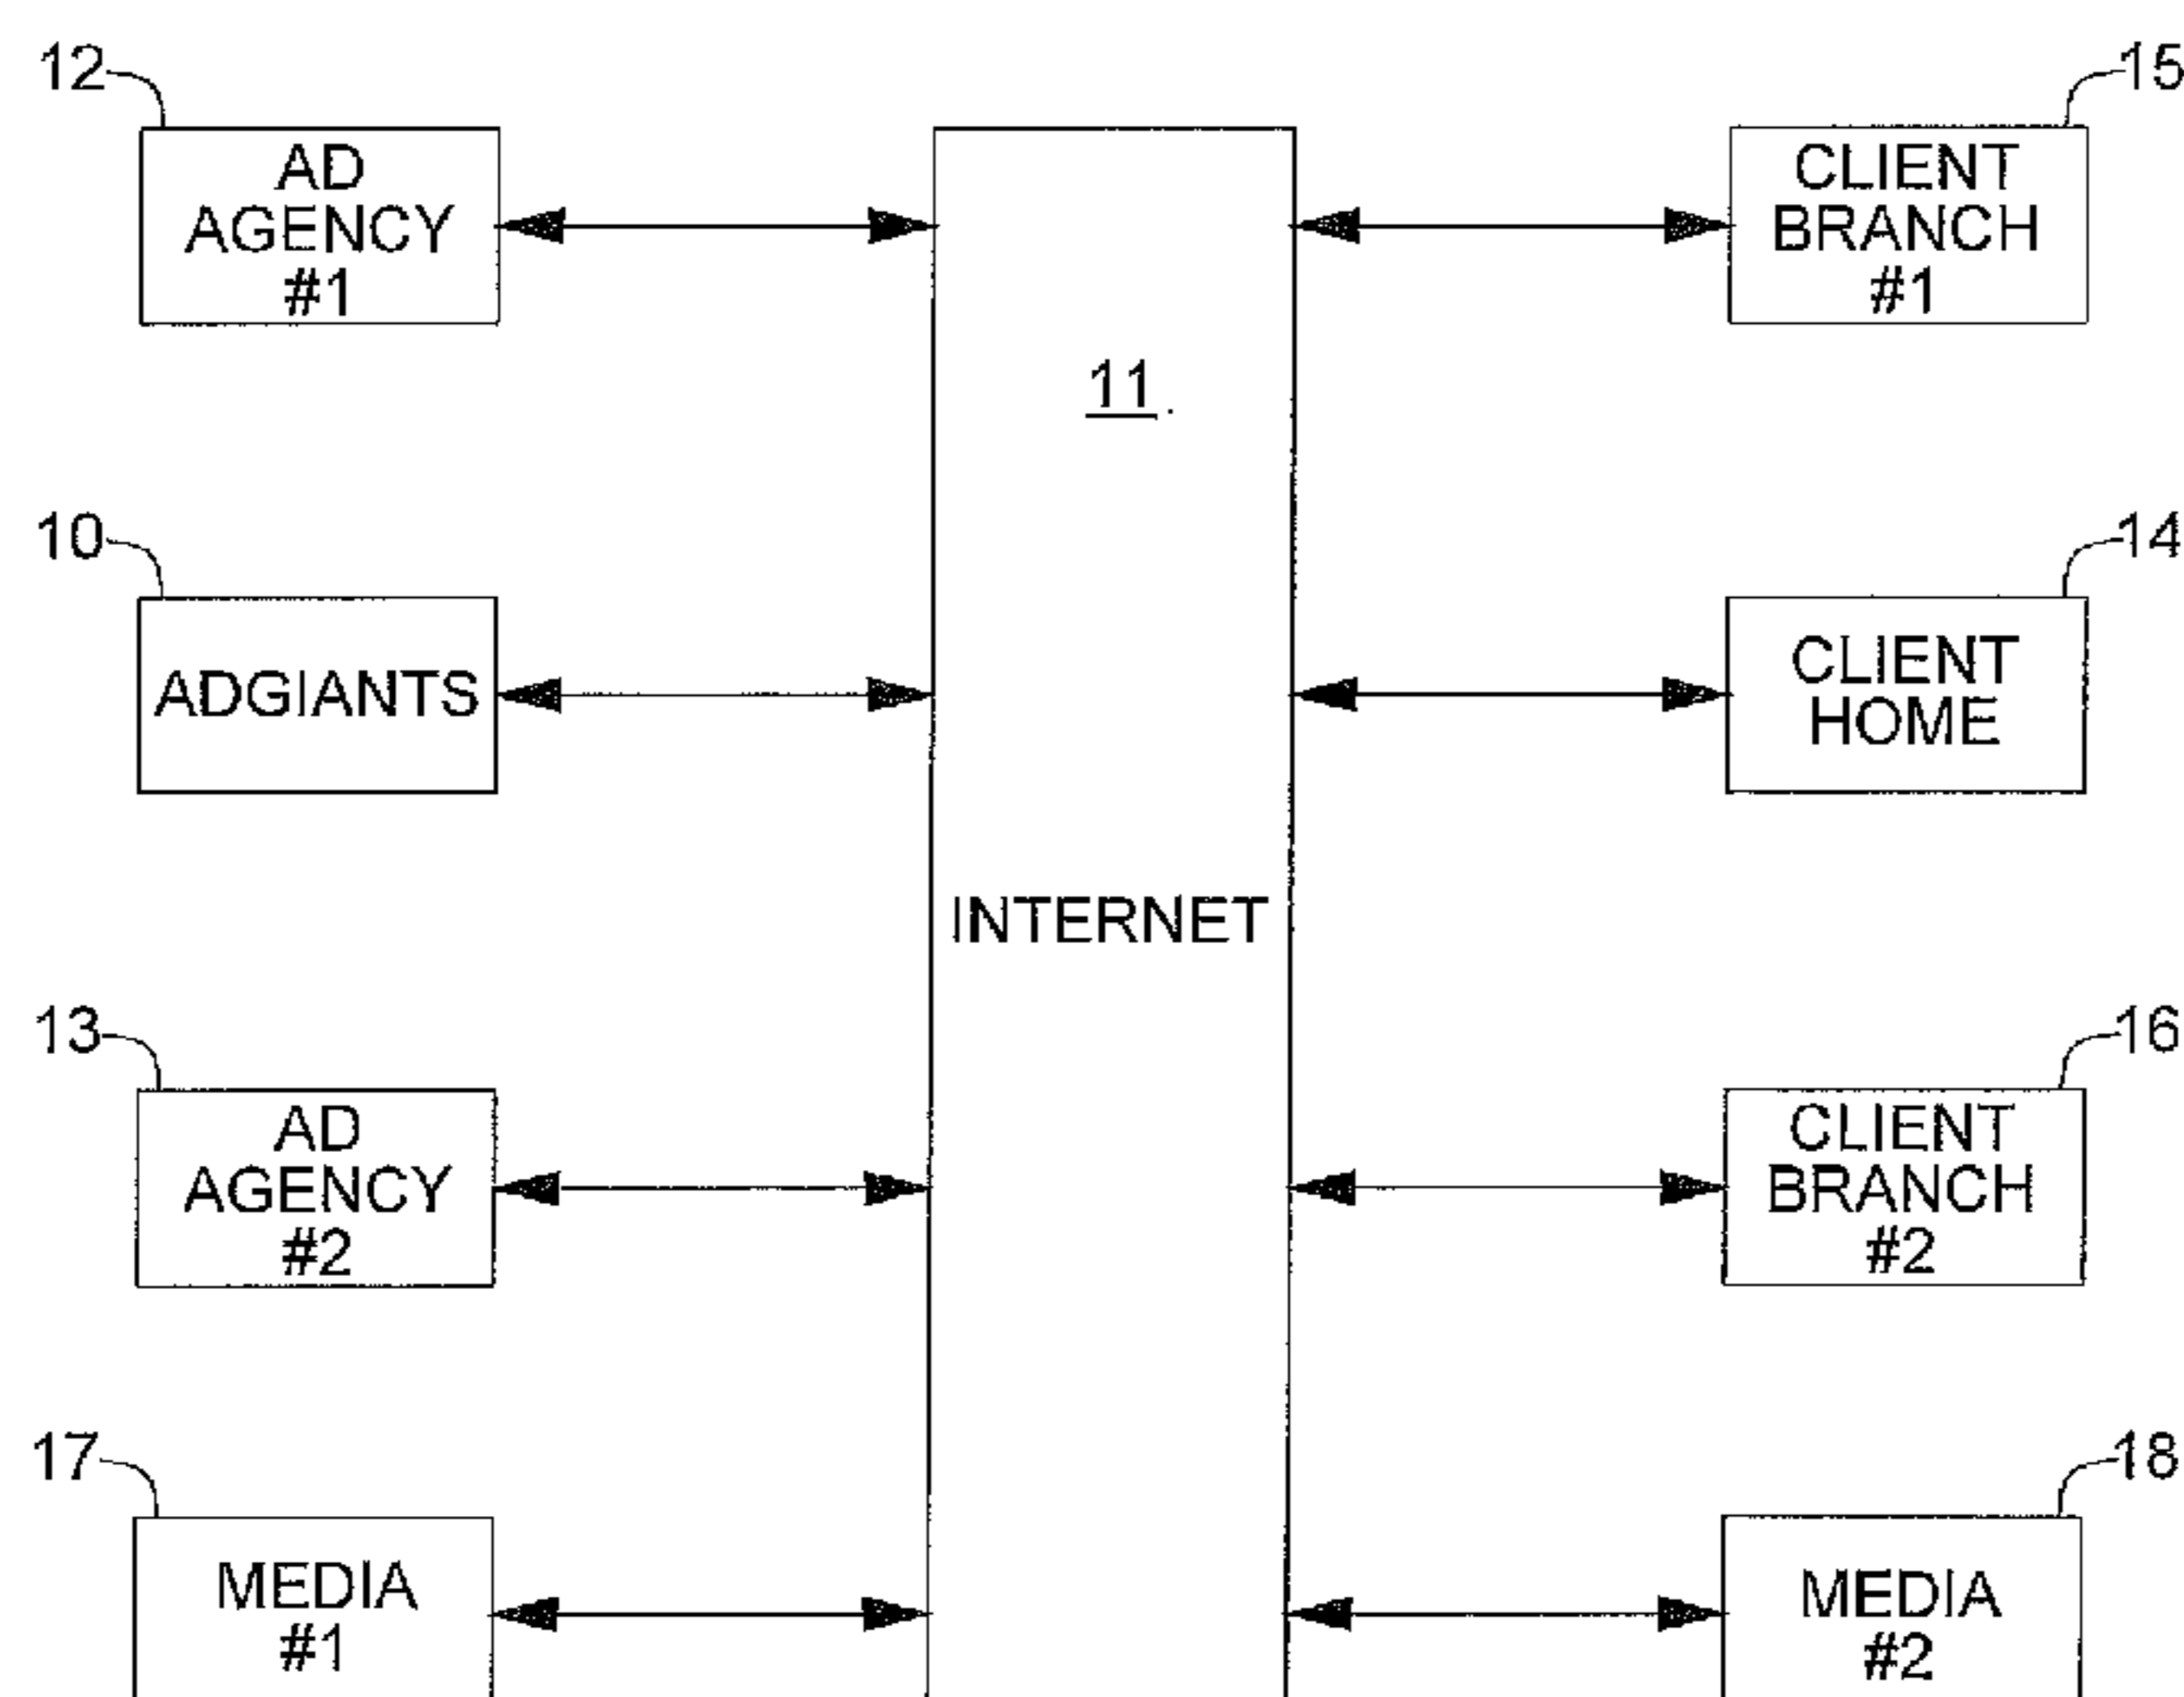 12
15
AD
AGENCY
#1
CLIENT
BRANCH
#1
11.
10
14
ADGIANTS
CLIENT
HOME
INTERNET
13
16
AD
AGENCY
#2
CLIENT
BRANCH
#2
17
18
MEDIA
#1
MEDIA
#2